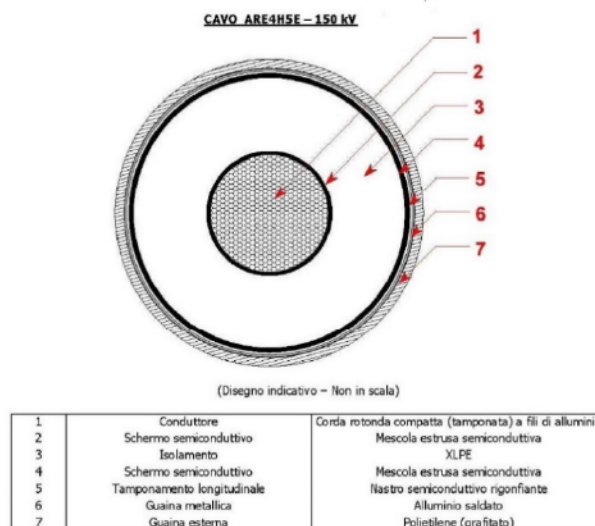 CAVO ARE4H5E – 150 kV
1
2
3
4
5
6
7
(Disegno indicativo – Non in scala)
1 Conduttore Corda rotonda compatta (tamponata) a fili di allumini
2 Schermo semiconduttivo Mescola estrusa semiconduttiva
3 Isolamento XLPE
4 Schermo semiconduttivo Mescola estrusa semiconduttiva
5 Tamponamento longitudinale Nastro semiconduttivo rigonfiante
6 Guaina metallica Alluminio saldato
7 Guaina esterna Polietilene (grafitato)